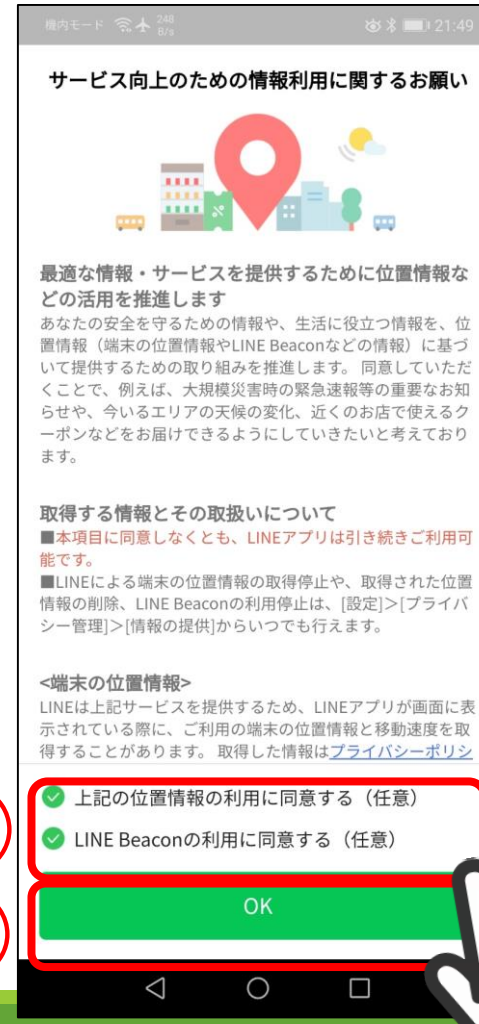 機内モード 248 B/s 21:49
サービス向上のための情報利用に関するお願い
最適な情報・サービスを提供するために位置情報な
どの活用を推進します
あなたの安全を守るための情報や、生活に役立つ情報を、位
置情報（端末の位置情報やLINE Beaconなどの情報）に基づ
いて提供するための取り組みを推進します。 同意していただ
くことで、例えば、大規模災害時の緊急速報等の重要なお知
らせや、今いるエリアの天候の変化、近くのお店で使えるク
ーポンなどをお届けできるようにしていきたいと考えており
ます。
取得する情報とその取扱いについて
■本項目に同意しなくとも、LINEアプリは引き続きご利用可
能です。
■LINEによる端末の位置情報の取得停止や、取得された位置
情報の削除、LINE Beaconの利用停止は、[設定]>[プライバ
シー管理]>[情報の提供]からいつでも行えます。
<端末の位置情報>
LINEは上記サービスを提供するため、LINEアプリが画面に表
示されている際に、ご利用の端末の位置情報と移動速度を取
得することがあります。 取得した情報はプライバシーポリシ
上記の位置情報の利用に同意する（任意）
LINE Beaconの利用に同意する（任意）
OK